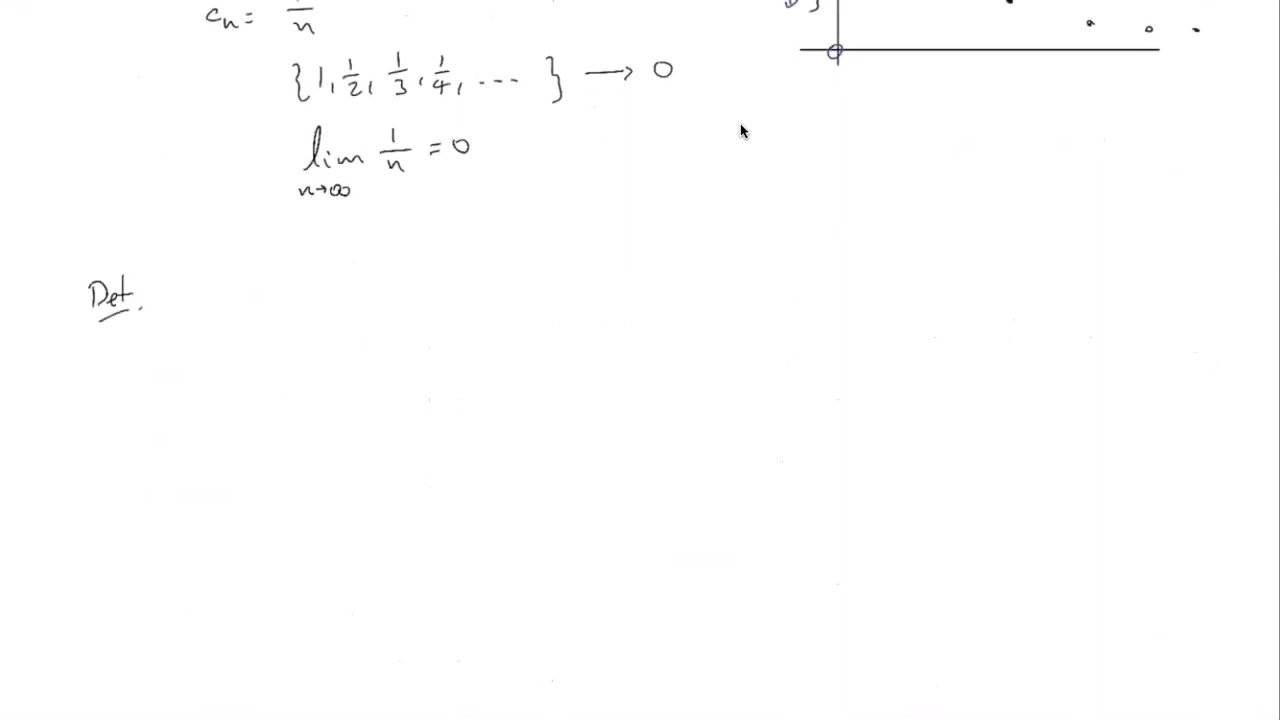 cₙ = 1/n
{ 1, 1/2, 1/3, 1/4, ... } → 0
lim 1/n = 0
n→∞
Def.